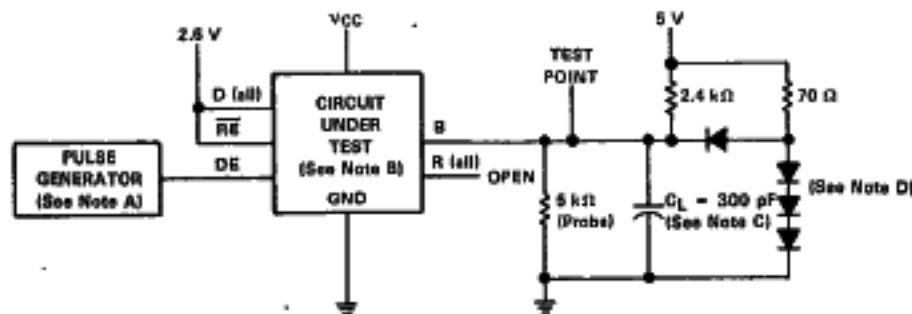 VCC
2.6 V
D (all)
RE
PULSE
GENERATOR
(See Note A)
DE
CIRCUIT
UNDER
TEST
(See Note B)
GND
B
R (all)
OPEN
TEST
POINT
5 V
2.4 kΩ
70 Ω
5 kΩ
(Probe)
CL = 300 pF
(See Note C)
(See Note D)